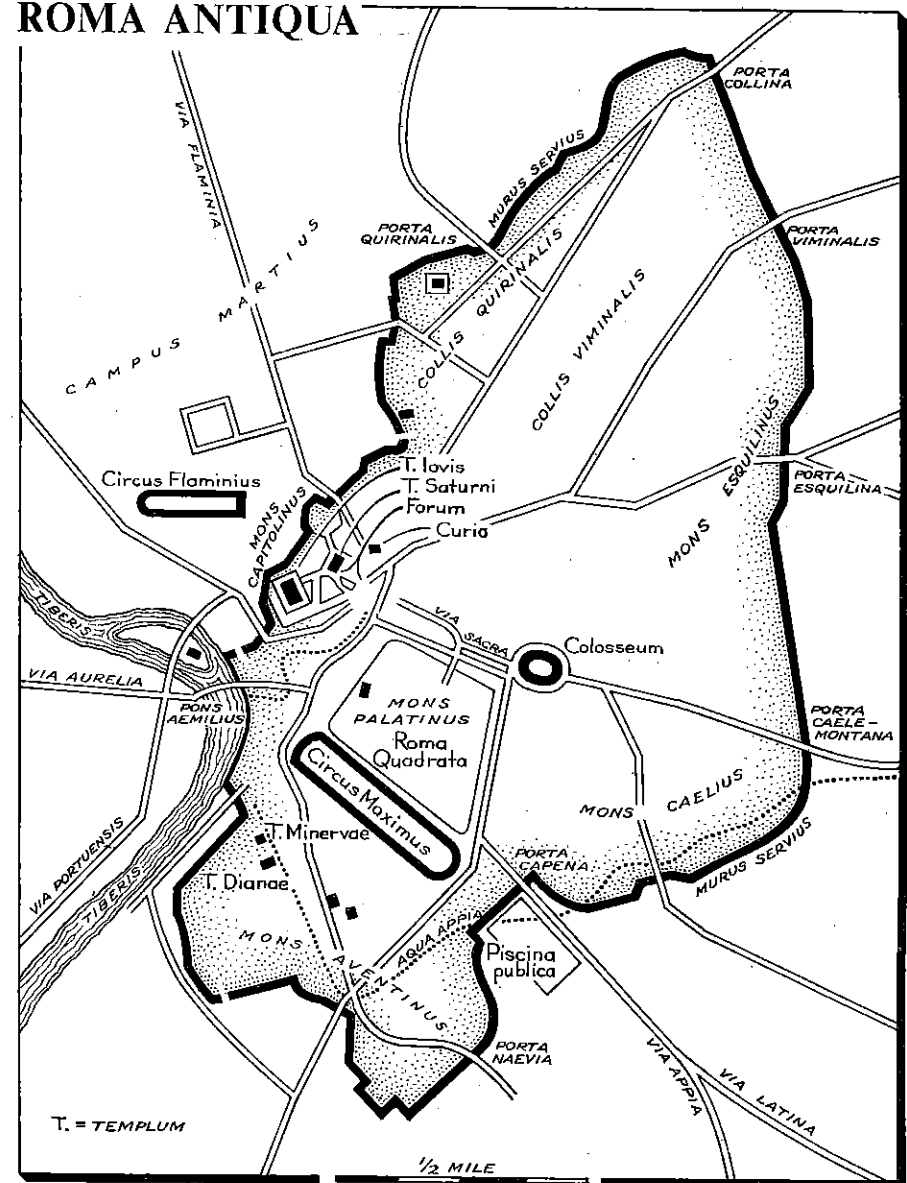 ROMA ANTIQUA
PORTA
COLLINA
VIA FLAMINIA
MURUS SERVIUS
PORTA
QUIRINALIS
PORTA
VIMINALIS
CAMPUS MARTIUS
COLLIS QUIRINALIS
COLLIS VIMINALIS
MONS ESQUILINUS
PORTA
ESQUILINA
Circus Flaminius
MONS
CAPITOLINUS
T. Iovis
T. Saturni
Forum
Curia
TIBERIS
VIA SACRA
Colosseum
VIA AURELIA
PONS
AEMILIUS
MONS
PALATINUS
Roma
Quadrata
PORTA
CAELE-
MONTANA
Circus Maximus
MONS CAELIUS
T. Minervae
T. Dianae
PORTA
CAPENA
MURUS SERVIUS
VIA PORTUENSIS
TIBERIS
MONS AVENTINUS
AQUA APPIA
Piscina
publica
PORTA
NAEVIA
VIA APPIA
VIA LATINA
T. = TEMPLUM
1/2 MILE